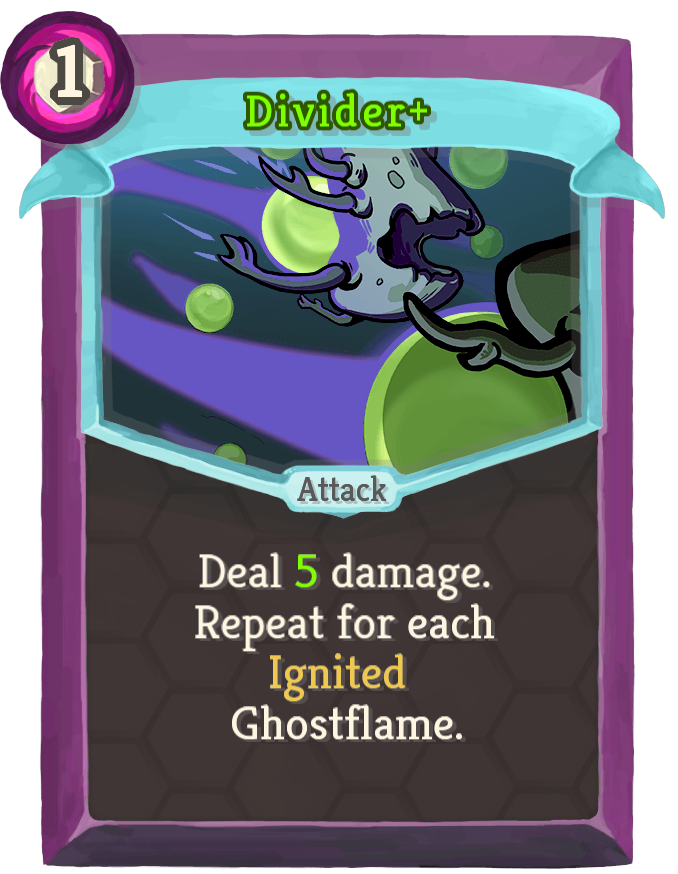 1
Divider+
Attack
Deal 5 damage.
Repeat for each
Ignited
Ghostflame.